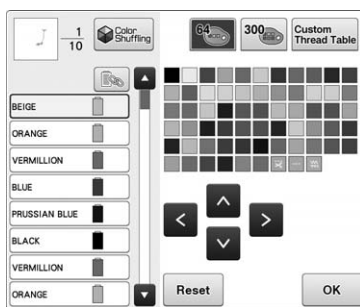 1
10
Color
Shuffling
64
300
Custom
Thread Table
BEIGE
ORANGE
VERMILLION
BLUE
PRUSSIAN BLUE
BLACK
VERMILLION
ORANGE
Reset
OK